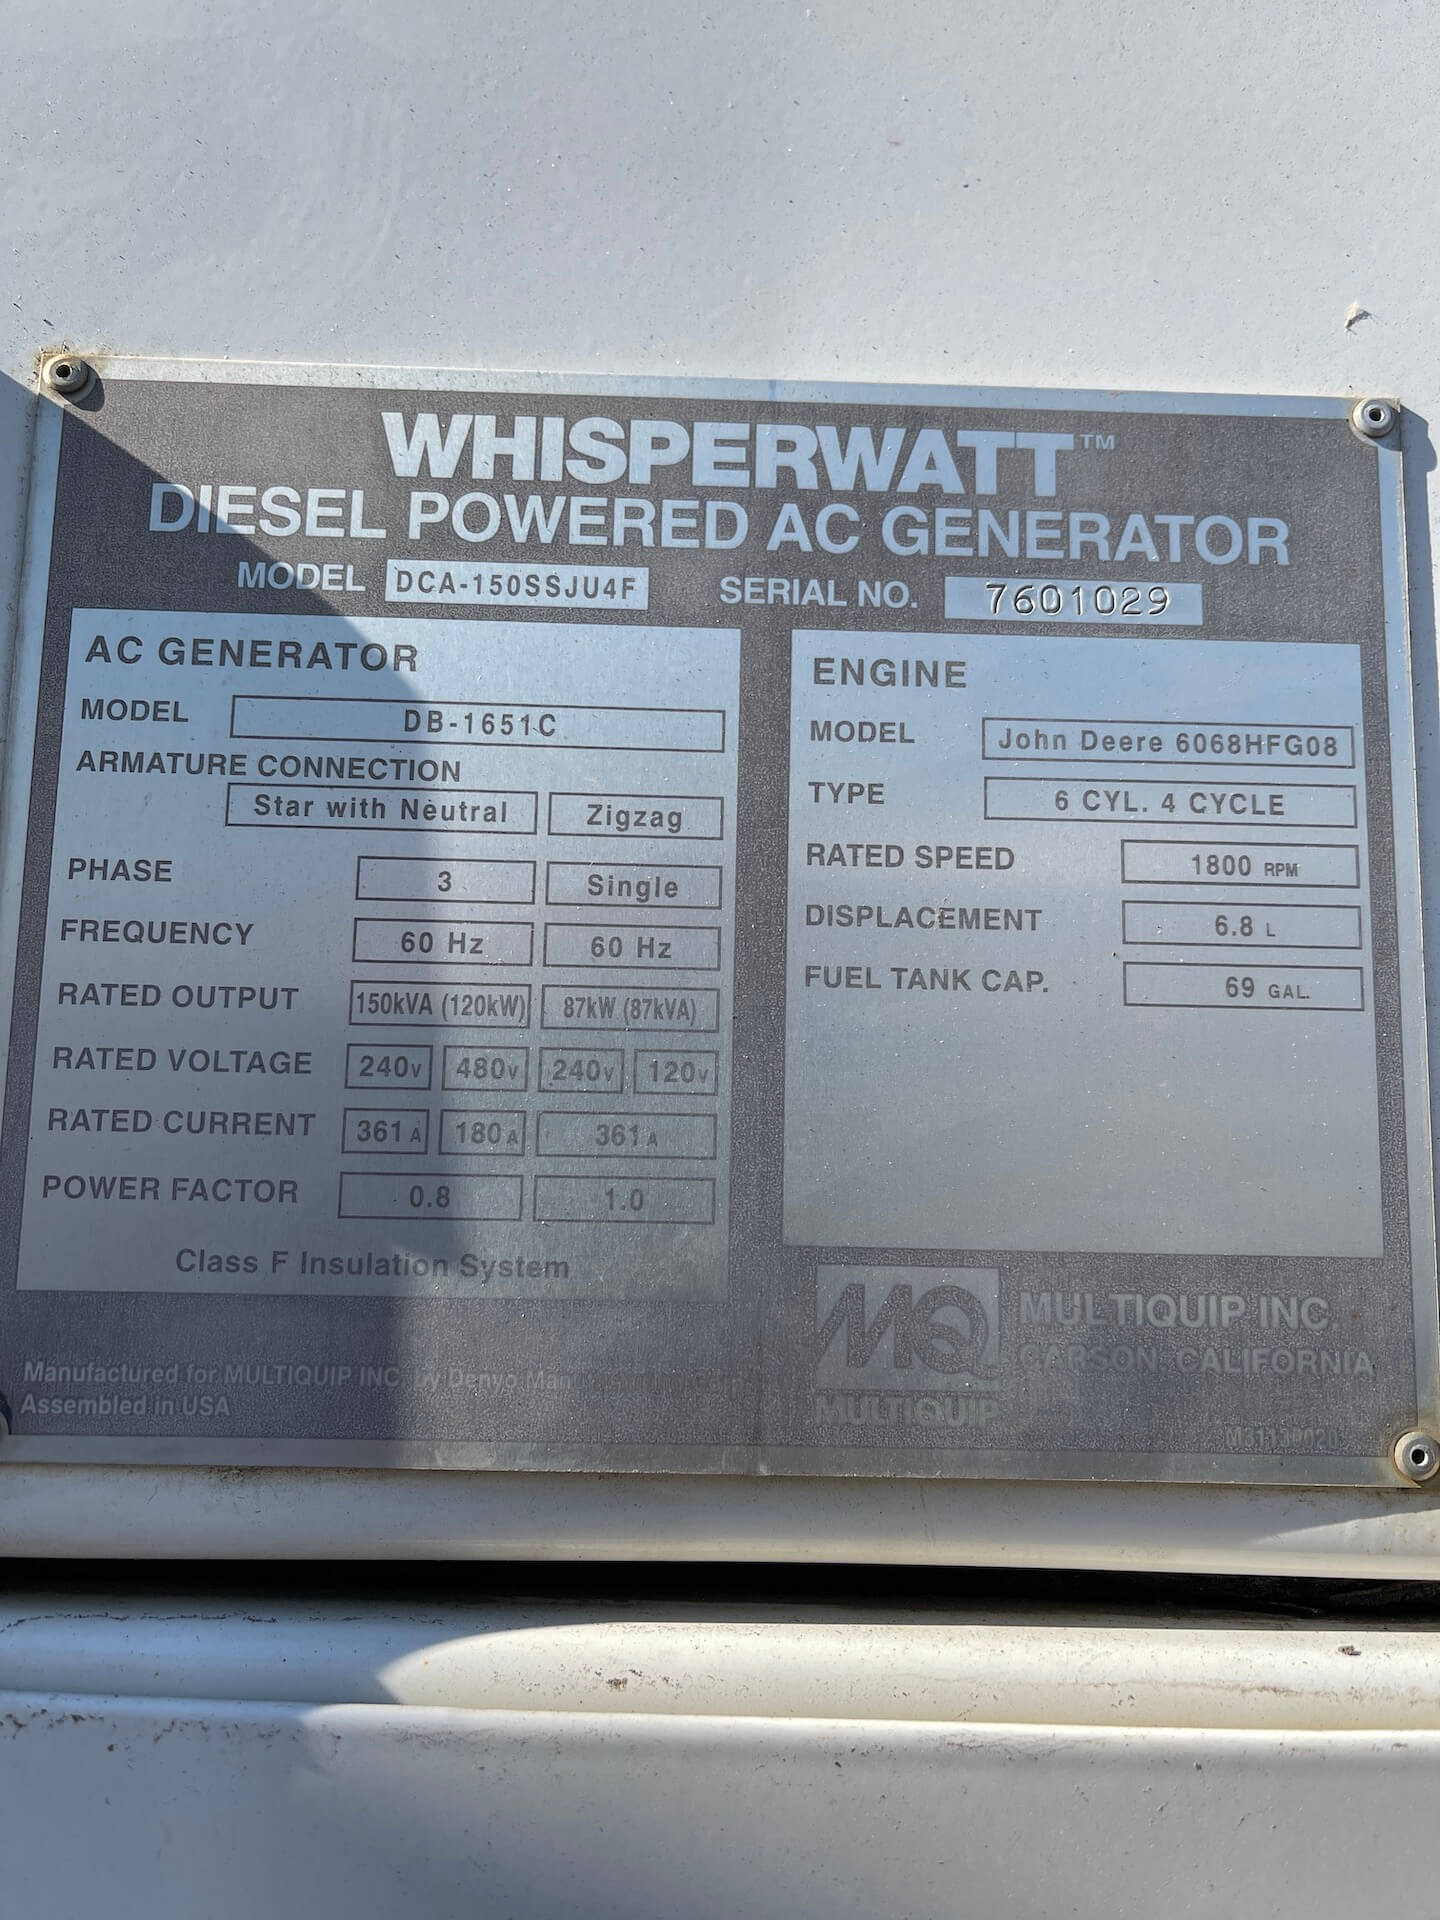 WHISPERWATT™
DIESEL POWERED AC GENERATOR
MODEL DCA-150SSJU4F SERIAL NO. 7601029
AC GENERATOR
MODEL DB-1651C
ARMATURE CONNECTION
Star with Neutral Zigzag
PHASE 3 Single
FREQUENCY 60 Hz 60 Hz
RATED OUTPUT 150kVA (120kW) 87kW (87kVA)
RATED VOLTAGE 240V 480V 240V 120V
RATED CURRENT 361 A 180 A 361 A
POWER FACTOR 0.8 1.0
Class F Insulation System
Manufactured for MULTIQUIP INC. by Denyo
Assembled in USA
ENGINE
MODEL John Deere 6068HFG08
TYPE 6 CYL. 4 CYCLE
RATED SPEED 1800 RPM
DISPLACEMENT 6.8 L
FUEL TANK CAP. 69 GAL.
MQ
MULTIQUIP
MULTIQUIP INC.
CARSON, CALIFORNIA